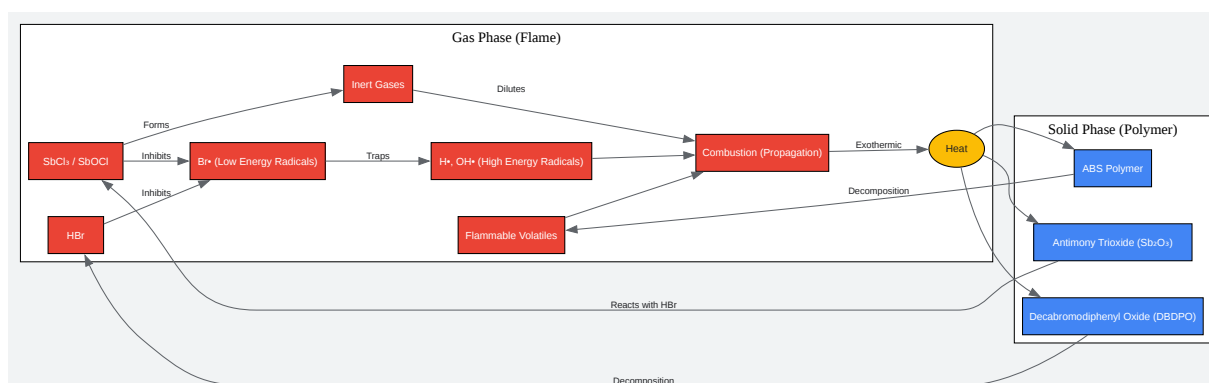 Gas Phase (Flame)
Inert Gases
Dilutes
Forms
SbCl₃ / SbOCl
Inhibits
Br• (Low Energy Radicals)
Traps
H•, OH• (High Energy Radicals)
Combustion (Propagation)
Exothermic
Heat
Inhibits
HBr
Flammable Volatiles
Decomposition
Solid Phase (Polymer)
ABS Polymer
Antimony Trioxide (Sb₂O₃)
Decabromodiphenyl Oxide (DBDPO)
Reacts with HBr
Decomposition